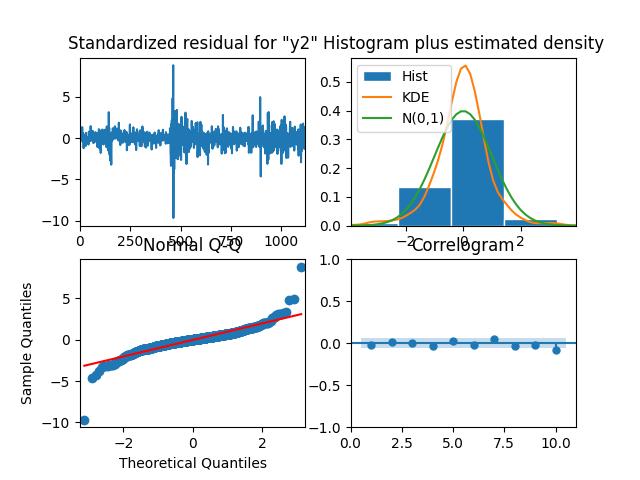 Standardized residual for "y2"
5
0
−5
−10
0 250 500 750 1000
Histogram plus estimated density
Hist
KDE
N(0,1)
0.5
0.4
0.3
0.2
0.1
0.0
−2 0 2
Normal Q-Q
Sample Quantiles
5
0
−5
−10
−2 0 2
Theoretical Quantiles
Correlogram
1.0
0.5
0.0
−0.5
−1.0
0.0 2.5 5.0 7.5 10.0